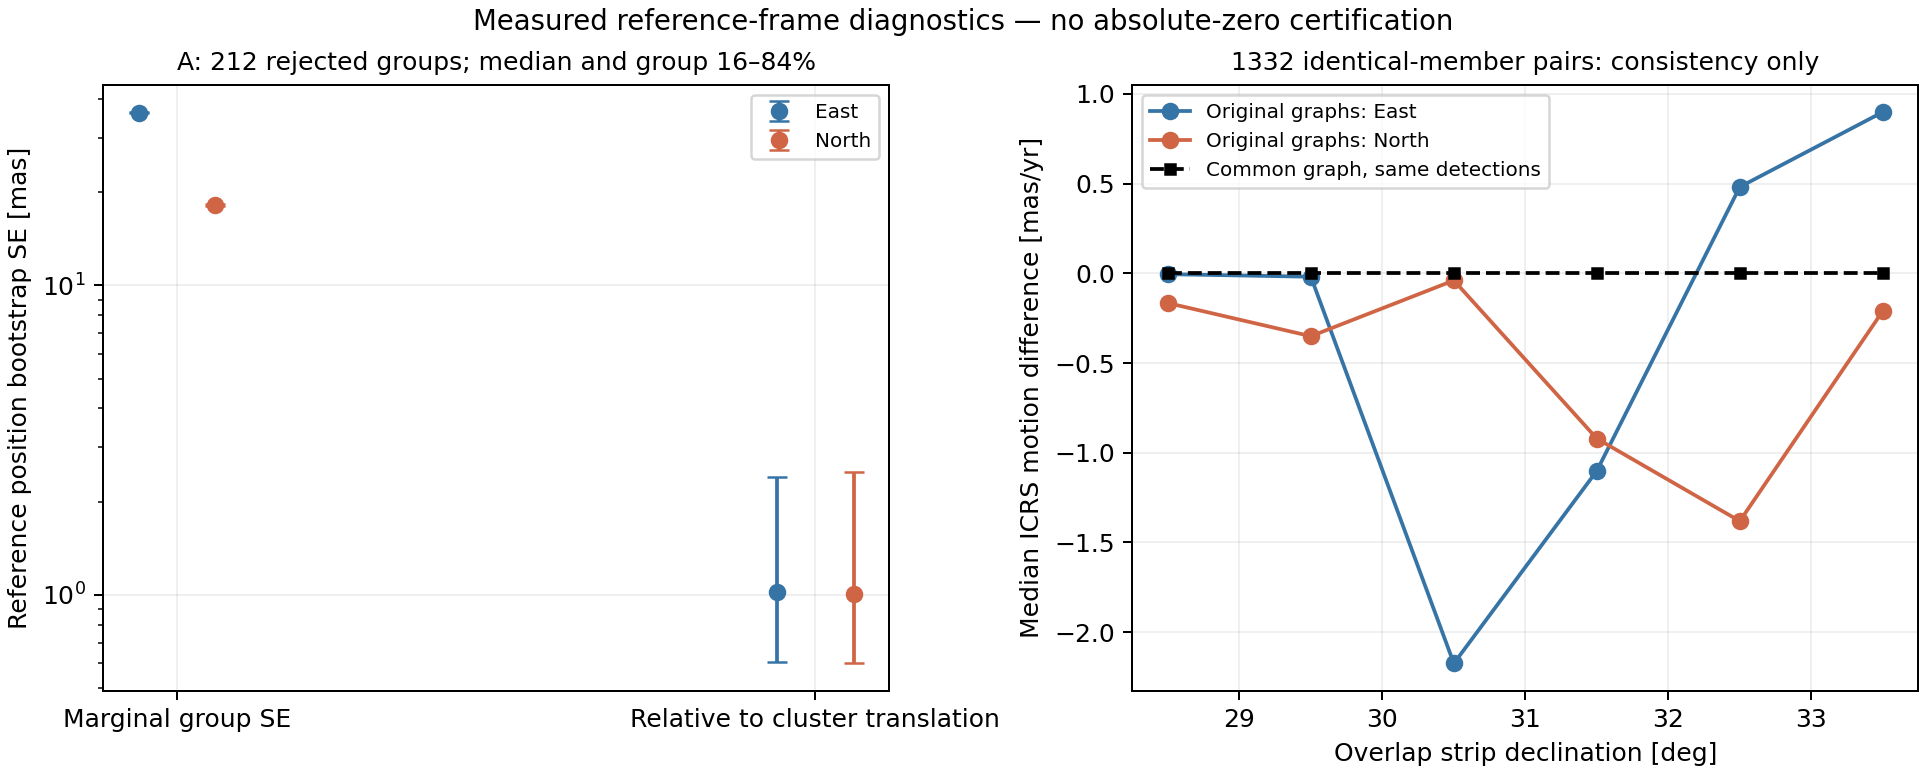 Measured reference-frame diagnostics — no absolute-zero certification
A: 212 rejected groups; median and group 16–84%
East
North
Reference position bootstrap SE [mas]
10¹
10⁰
Marginal group SE
Relative to cluster translation
1332 identical-member pairs: consistency only
Original graphs: East
Original graphs: North
Common graph, same detections
Median ICRS motion difference [mas/yr]
1.0
0.5
0.0
−0.5
−1.0
−1.5
−2.0
29 30 31 32 33
Overlap strip declination [deg]